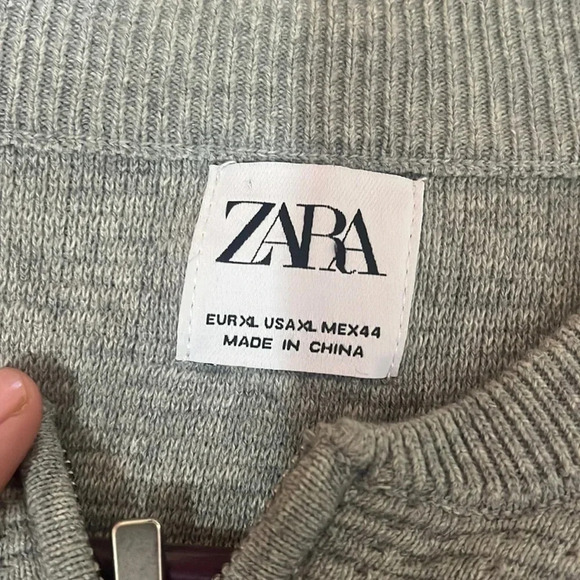 ZARA
EUR XL USA XL MEX 44
MADE IN CHINA